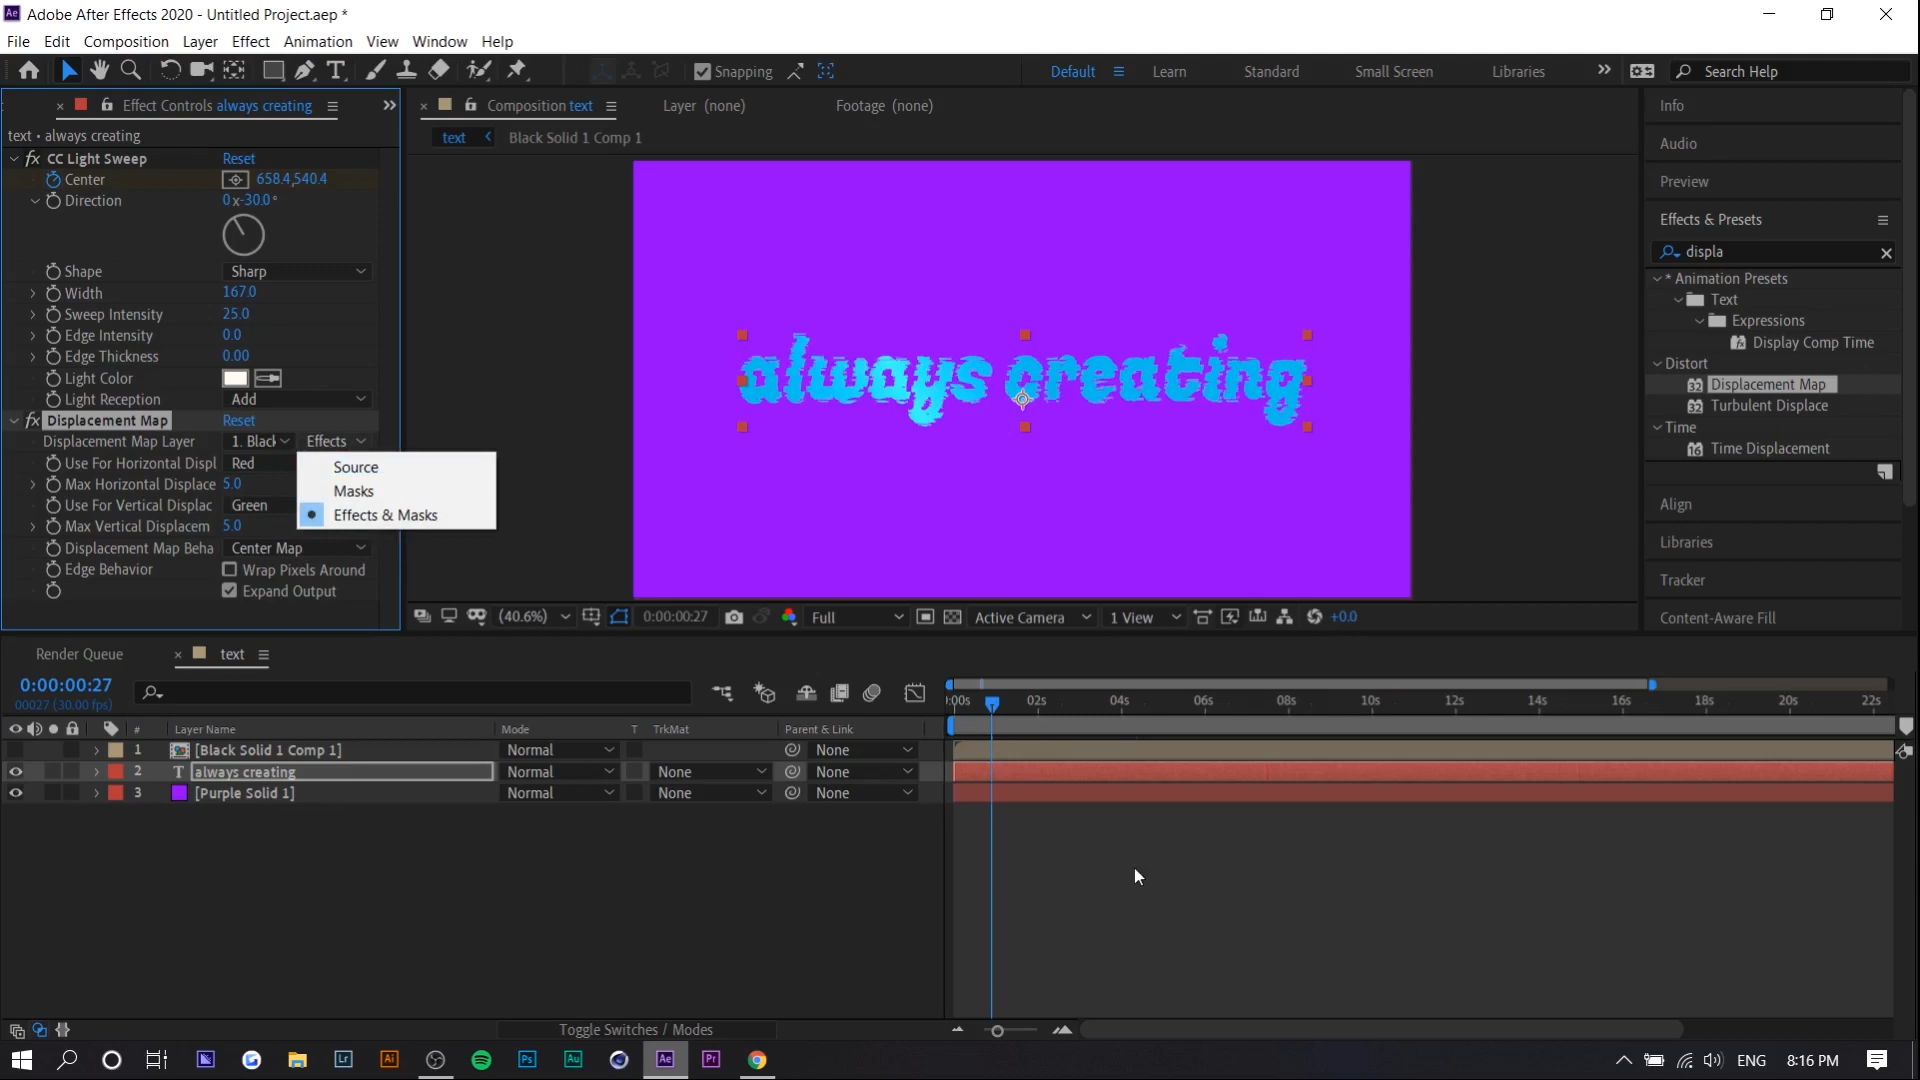 Adobe After Effects 2020 - Untitled Project.aep *
File Edit Composition Layer Effect Animation View Window Help
Snapping Default Learn Standard Small Screen Libraries Search Help
Effect Controls always creating
text • always creating
CC Light Sweep Reset
Center 658.4,540.4
Direction 0x-30.0°
Shape Sharp
Width 167.0
Sweep Intensity 25.0
Edge Intensity 0.0
Edge Thickness 0.00
Light Color
Light Reception Add
Displacement Map Reset
Displacement Map Layer 1. Black Effects
Use For Horizontal Displ Red
Max Horizontal Displace 5.0
Use For Vertical Displac Green
Max Vertical Displacem 5.0
Displacement Map Beha Center Map
Edge Behavior Wrap Pixels Around
Expand Output
Source
Masks
Effects & Masks
Composition text Layer (none) Footage (none)
text Black Solid 1 Comp 1
always creating
(40.6%) 0:00:00:27 Full Active Camera 1 View +0.0
Info
Audio
Preview
Effects & Presets
displa
* Animation Presets
Text
Expressions
Display Comp Time
Distort
32 Displacement Map
32 Turbulent Displace
Time
16 Time Displacement
Align
Libraries
Tracker
Content-Aware Fill
Render Queue text
0:00:00:27
00027 (30.00 fps)
:00s 02s 04s 06s 08s 10s 12s 14s 16s 18s 20s 22s
# Layer Name Mode T TrkMat Parent & Link
1 [Black Solid 1 Comp 1] Normal None
2 T always creating Normal None None
3 [Purple Solid 1] Normal None None
Toggle Switches / Modes
Lr Ai Ps Au Ae Pr ENG 8:16 PM